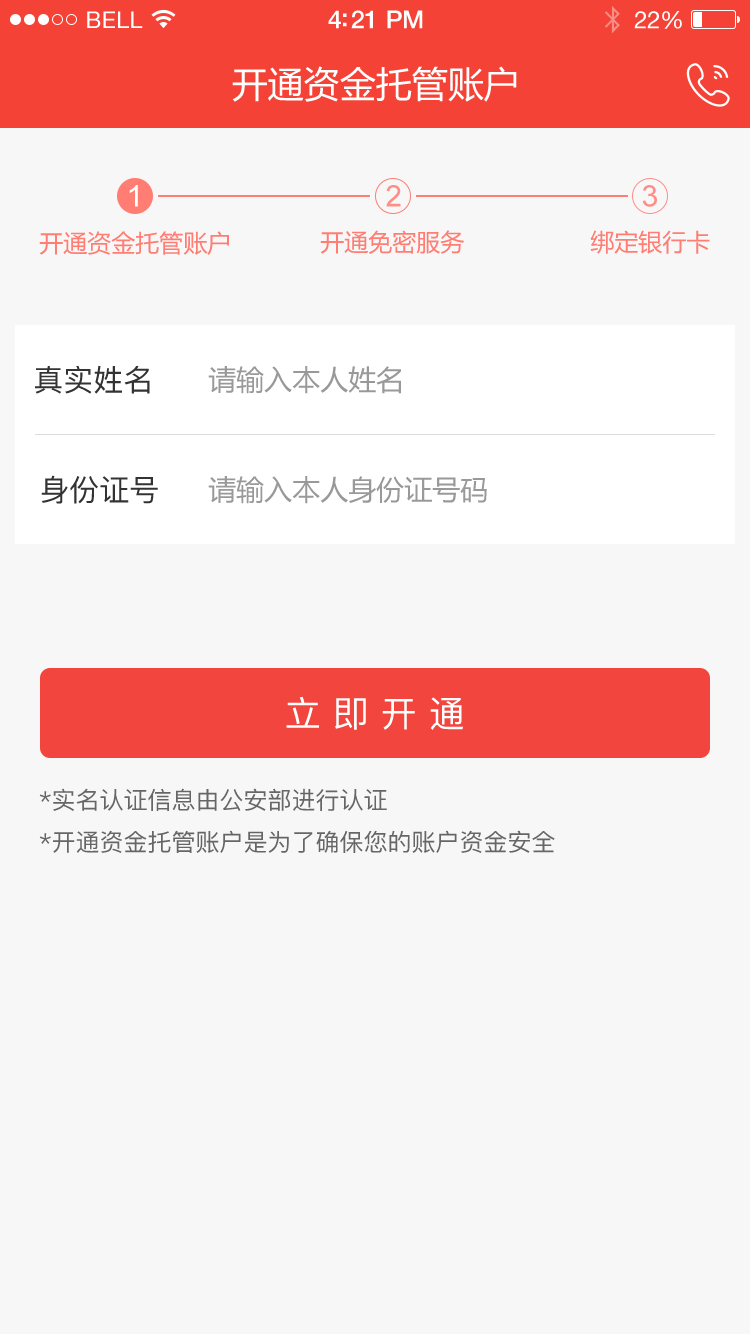 BELL 4:21 PM 22%
开通资金托管账户
1 2 3
开通资金托管账户 开通免密服务 绑定银行卡
真实姓名 请输入本人姓名
身份证号 请输入本人身份证号码
立即开通
*实名认证信息由公安部进行认证
*开通资金托管账户是为了确保您的账户资金安全